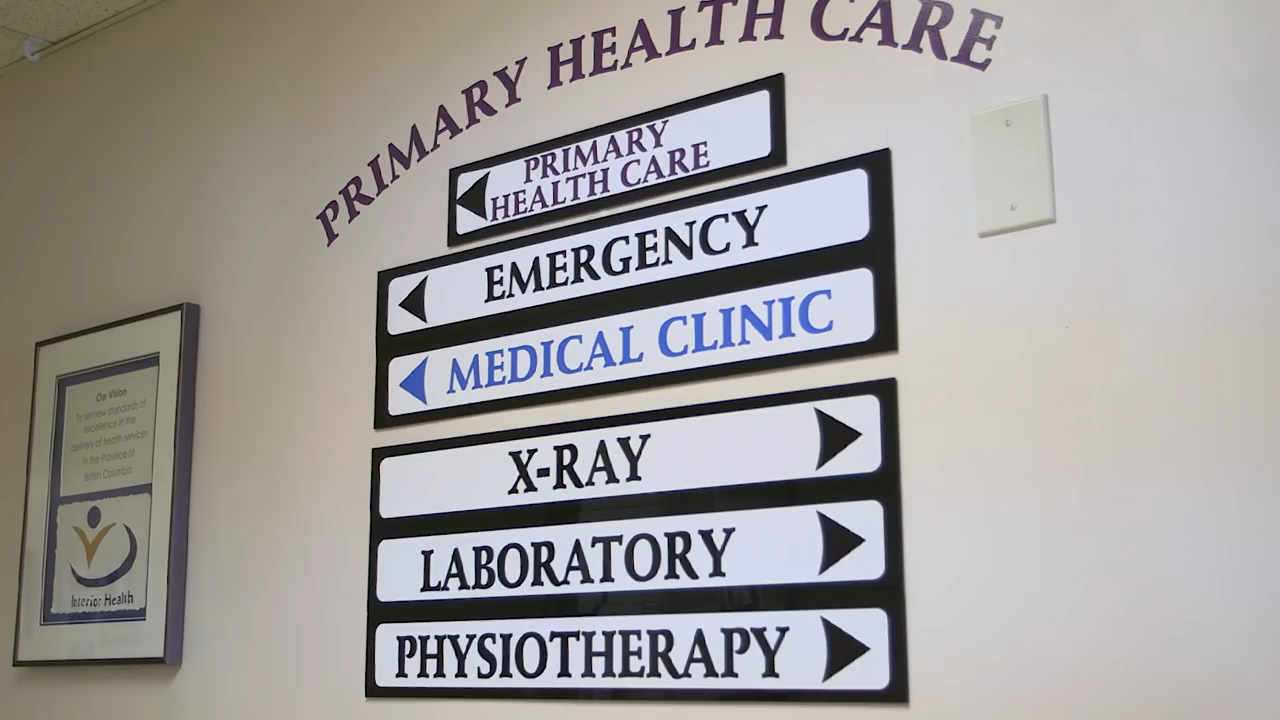 PRIMARY HEALTH CARE
PRIMARY
HEALTH CARE
EMERGENCY
MEDICAL CLINIC
X-RAY
LABORATORY
PHYSIOTHERAPY
Our Vision
To set new standards of
excellence in the
delivery of health services
in the Province of
British Columbia
Interior Health